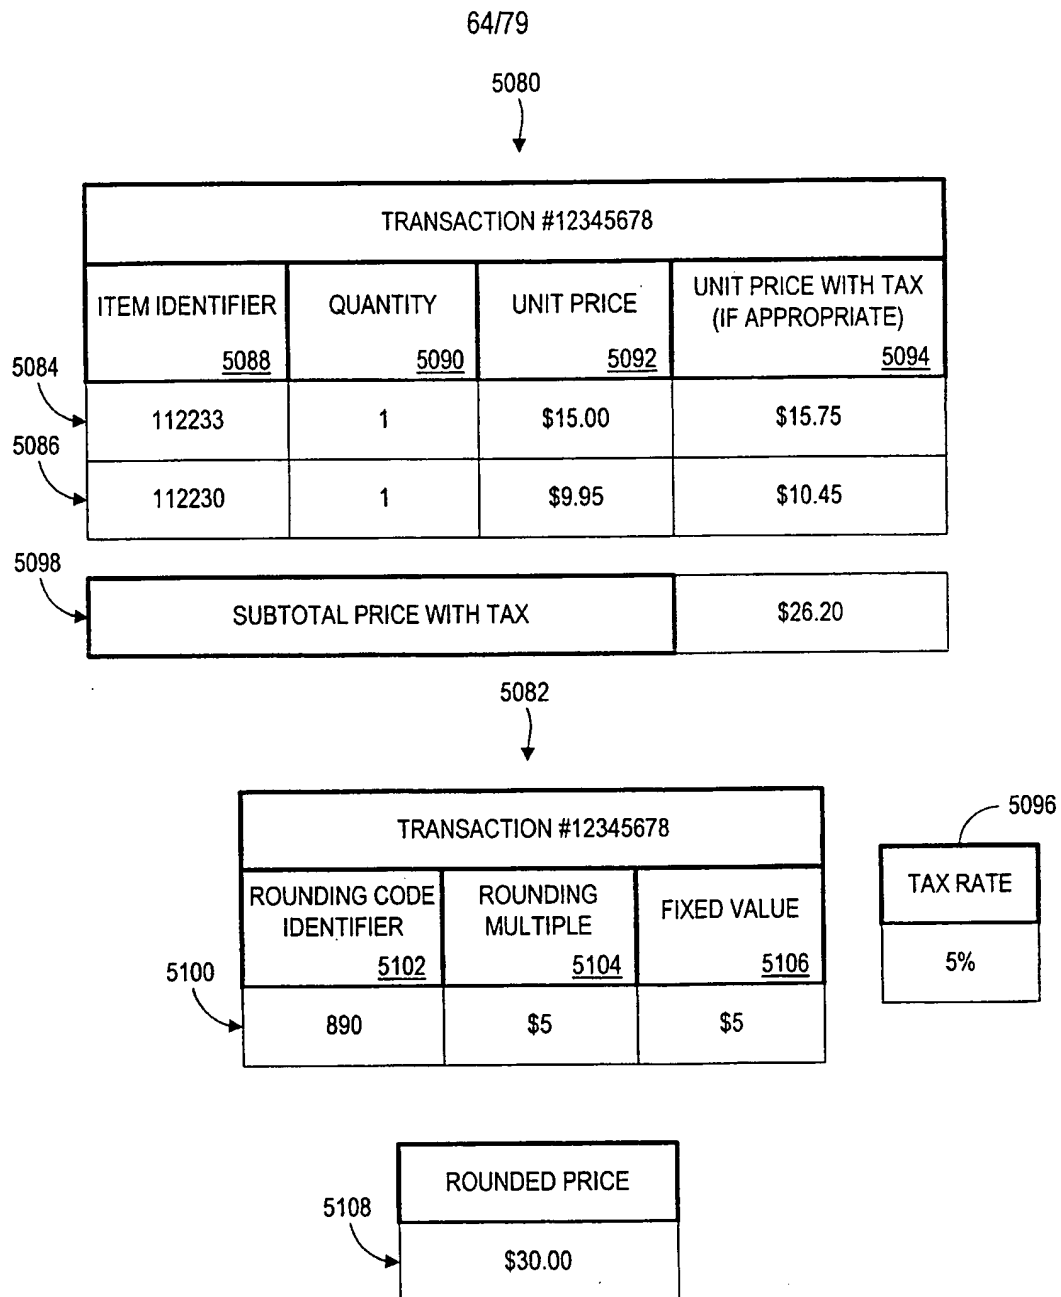 64/79
5080
TRANSACTION #12345678
ITEM IDENTIFIER
5088
QUANTITY
5090
UNIT PRICE
5092
UNIT PRICE WITH TAX
(IF APPROPRIATE)
5094
5084
112233
1
$15.00
$15.75
5086
112230
1
$9.95
$10.45
5098
SUBTOTAL PRICE WITH TAX
$26.20
5082
TRANSACTION #12345678
ROUNDING CODE
IDENTIFIER
5102
ROUNDING
MULTIPLE
5104
FIXED VALUE
5106
5100
890
$5
$5
5096
TAX RATE
5%
ROUNDED PRICE
5108
$30.00